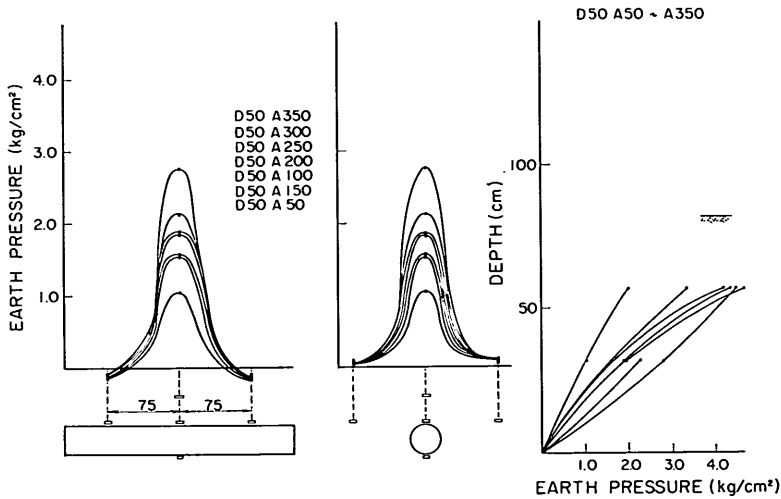 D50 A50 ~ A350
EARTH PRESSURE (kg/cm²)
4.0
3.0
2.0
1.0
D50 A350
D50 A300
D50 A250
D50 A200
D50 A100
D50 A150
D50 A50
75
75
DEPTH (cm)
100
50
1.0
2.0
3.0
4.0
EARTH PRESSURE (kg/cm²)